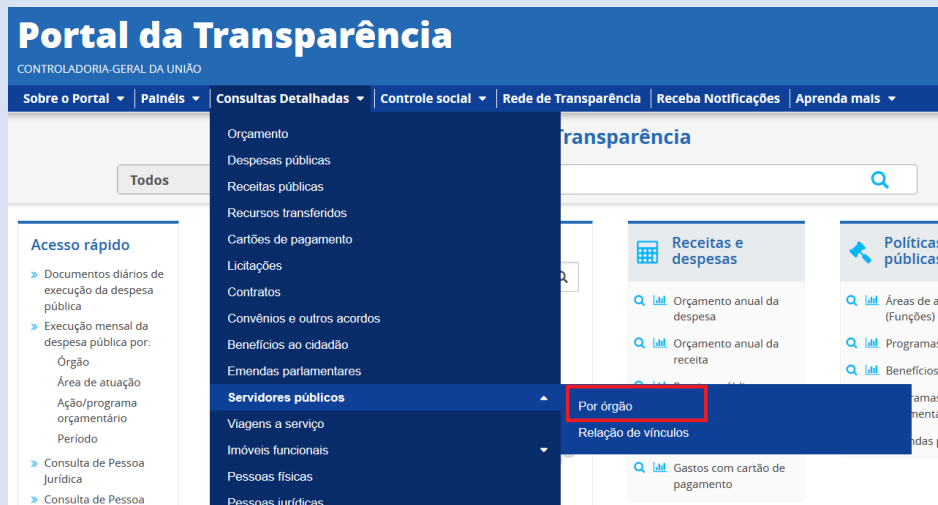 Portal da Transparência
CONTROLADORIA-GERAL DA UNIÃO
Sobre o Portal
Painéis
Consultas Detalhadas
Controle social
Rede de Transparência
Receba Notificações
Aprenda mais
Transparência
Todos
Orçamento
Despesas públicas
Receitas públicas
Recursos transferidos
Cartões de pagamento
Licitações
Contratos
Convênios e outros acordos
Benefícios ao cidadão
Emendas parlamentares
Servidores públicos
Viagens a serviço
Imóveis funcionais
Pessoas físicas
Pessoas jurídicas
Por órgão
Relação de vínculos
Acesso rápido
Documentos diários de
execução da despesa
pública
Execução mensal da
despesa pública por:
Órgão
Área de atuação
Ação/programa
orçamentário
Período
Consulta de Pessoa
Jurídica
Consulta de Pessoa
Receitas e
despesas
Orçamento anual da
despesa
Orçamento anual da
receita
Gastos com cartão de
pagamento
Políticas
públicas
Áreas de a
(Funções)
Programas
Benefícios